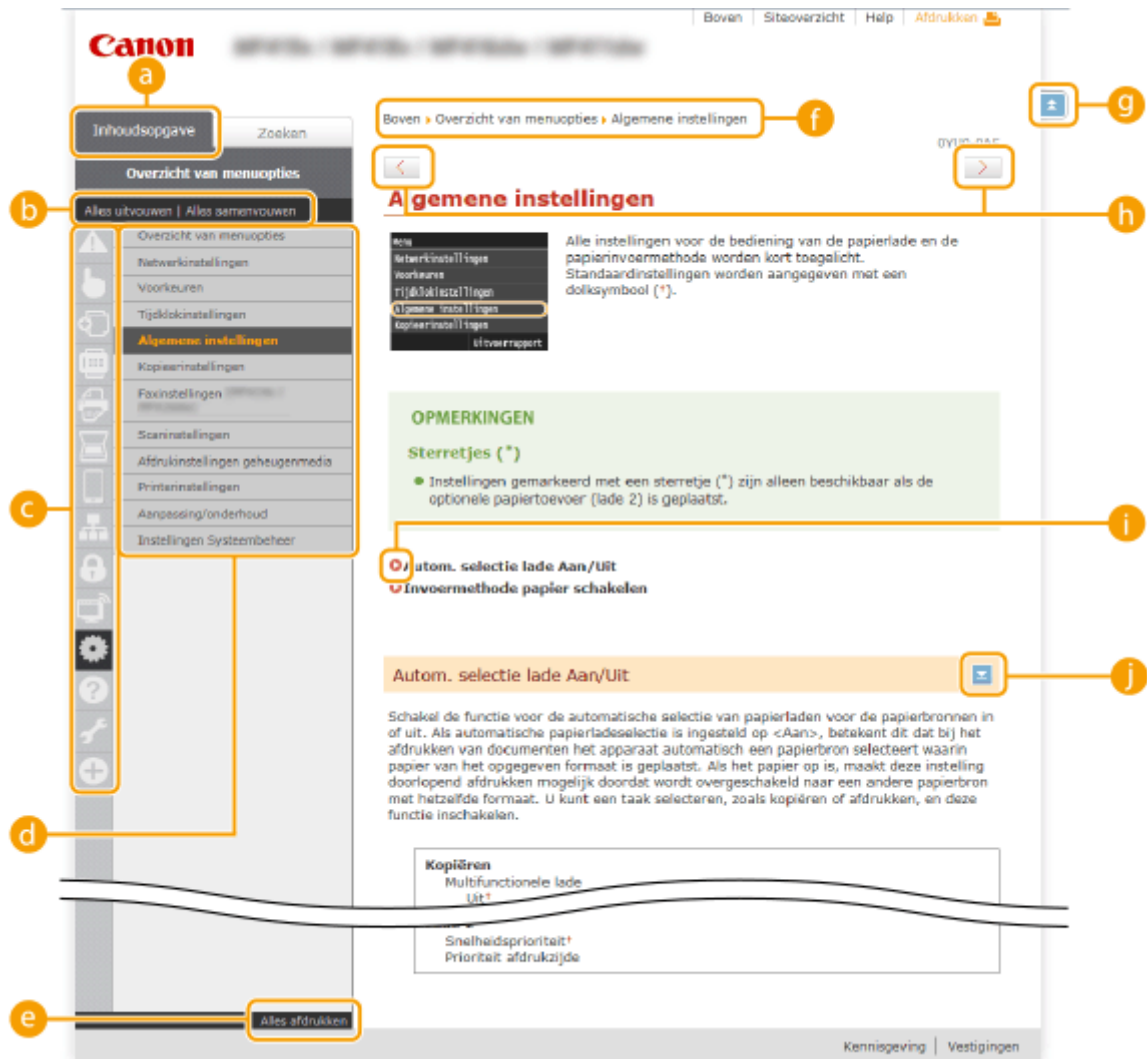 Boven | Siteoverzicht | Help | Afdrukken
Canon
a
g
Inhoudsopgave
Zoeken
Boven Overzicht van menuopties Algemene instellingen
f
Overzicht van menuopties
h
b
Alles uitvouwen | Alles samenvouwen
Algemene instellingen
Overzicht van menuopties
Netwerkinstellingen
Voorkeuren
Tijdklokinstellingen
Algemene instellingen
Kopieerinstellingen
Faxinstellingen
Scaninstellingen
Afdrukinstellingen geheugenmedia
Printerinstellingen
Aanpassing/onderhoud
Instellingen Systeembeheer
c
d
Menu
Netwerkinstellingen
Voorkeuren
Tijdklokinstellingen
Algemene instellingen
Kopieerinstellingen
Uitvoerrapport
Alle instellingen voor de bediening van de papierlade en de
papierinvoermethode worden kort toegelicht.
Standaardinstellingen worden aangegeven met een
dolksymbool (†).
OPMERKINGEN
Sterretjes (*)
Instellingen gemarkeerd met een sterretje (*) zijn alleen beschikbaar als de
optionele papiertoevoer (lade 2) is geplaatst.
i
Autom. selectie lade Aan/Uit
Invoermethode papier schakelen
Autom. selectie lade Aan/Uit
j
Schakel de functie voor de automatische selectie van papierladen voor de papierbronnen in
of uit. Als automatische papierladeselectie is ingesteld op <Aan>, betekent dit dat bij het
afdrukken van documenten het apparaat automatisch een papierbron selecteert waarin
papier van het opgegeven formaat is geplaatst. Als het papier op is, maakt deze instelling
doorlopend afdrukken mogelijk doordat wordt overgeschakeld naar een andere papierbron
met hetzelfde formaat. U kunt een taak selecteren, zoals kopiëren of afdrukken, en deze
functie inschakelen.
Kopiëren
Multifunctionele lade
Uit†
Snelheidsprioriteit†
Prioriteit afdrukzijde
e
Alles afdrukken
Kennisgeving | Vestigingen